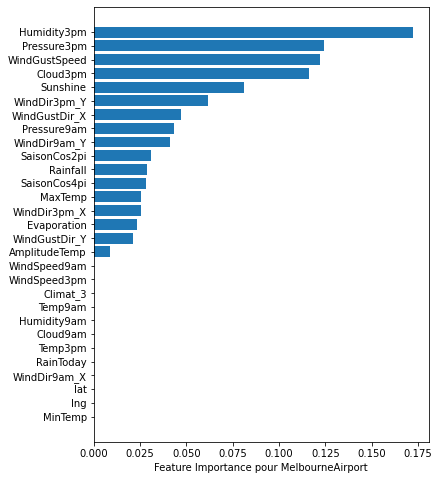 Humidity3pm
Pressure3pm
WindGustSpeed
Cloud3pm
Sunshine
WindDir3pm_Y
WindGustDir_X
Pressure9am
WindDir9am_Y
SaisonCos2pi
Rainfall
SaisonCos4pi
MaxTemp
WindDir3pm_X
Evaporation
WindGustDir_Y
AmplitudeTemp
WindSpeed9am
WindSpeed3pm
Climat_3
Temp9am
Humidity9am
Cloud9am
Temp3pm
RainToday
WindDir9am_X
lat
lng
MinTemp
0.000 0.025 0.050 0.075 0.100 0.125 0.150 0.175
Feature Importance pour MelbourneAirport